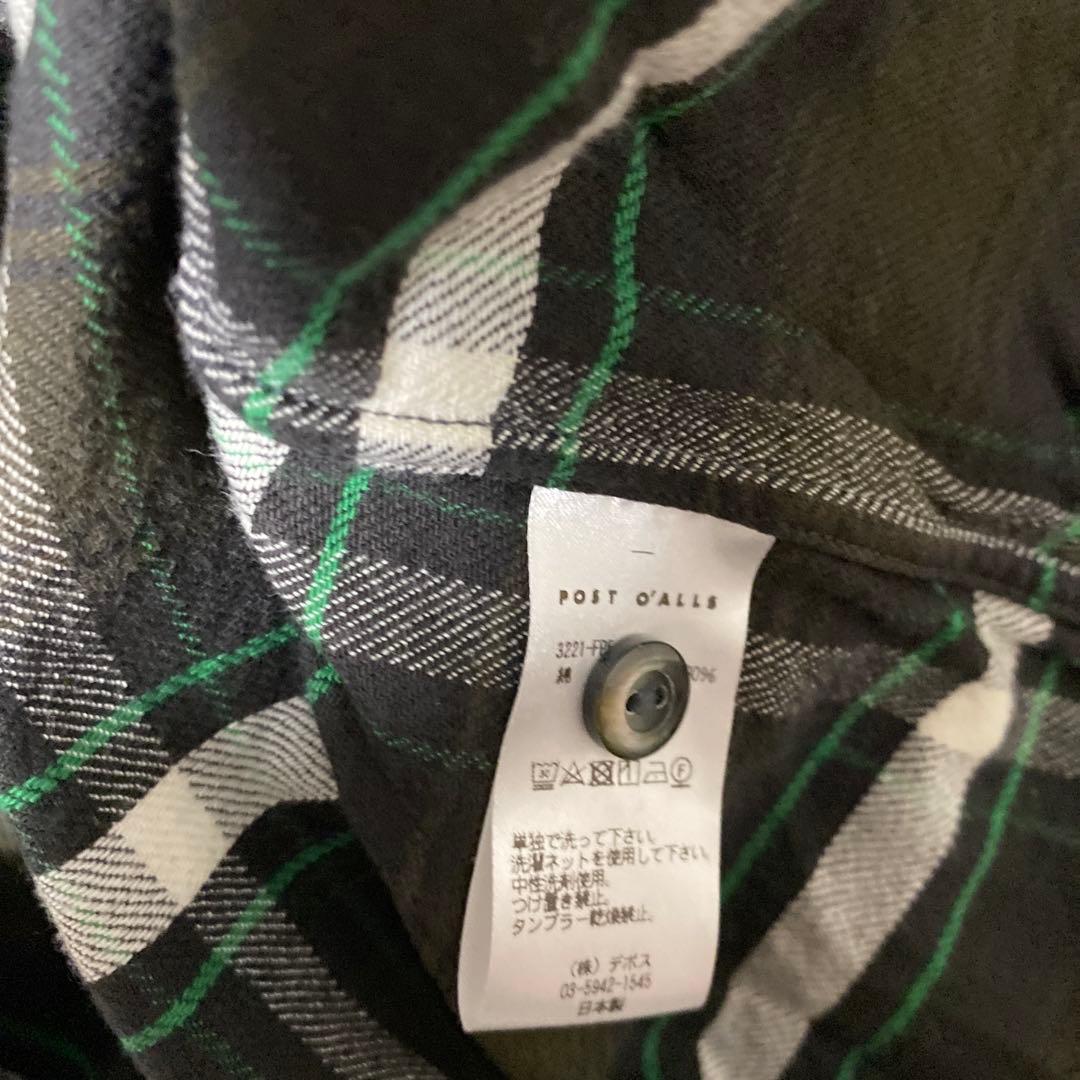 POST O'ALLS
3221-FP
綿
単独で洗って下さい。
洗濯ネットを使用して下さい。
中性洗剤使用。
つけ置き禁止。
タンブラー乾燥禁止。
(株) デポス
03-5942-1545
日本製